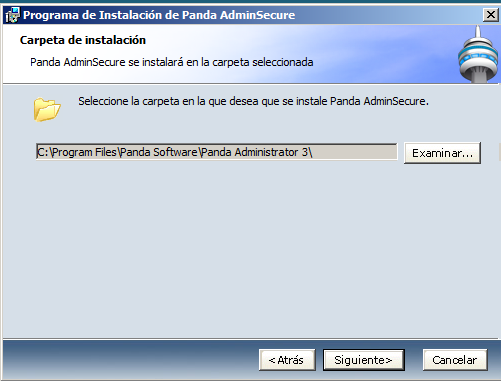 Programa de Instalación de Panda AdminSecure
Carpeta de instalación
Panda AdminSecure se instalará en la carpeta seleccionada
Seleccione la carpeta en la que desea que se instale Panda AdminSecure.
C:\Program Files\Panda Software\Panda Administrator 3\
Examinar...
<Atrás
Siguiente>
Cancelar